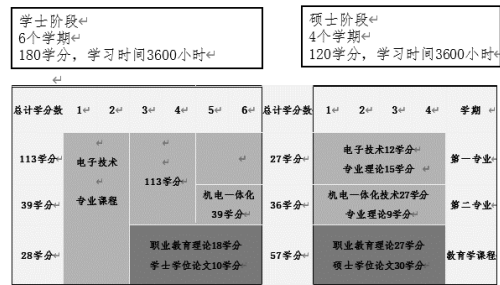 学士阶段
6个学期
180学分，学习时间3600小时
硕士阶段
4个学期
120学分，学习时间3600小时
总计学分数 1 2 3 4 5 6 总计学分数 1 2 3 4 学期
113学分
电子技术
专业课程
113学分
27学分
电子技术12学分
专业理论15学分
第一专业
39学分
机电一体化
39学分
36学分
机电一体化技术27学分
专业理论9学分
第二专业
28学分
职业教育理论18学分
学士学位论文10学分
57学分
职业教育理论27学分
硕士学位论文30学分
教育学课程